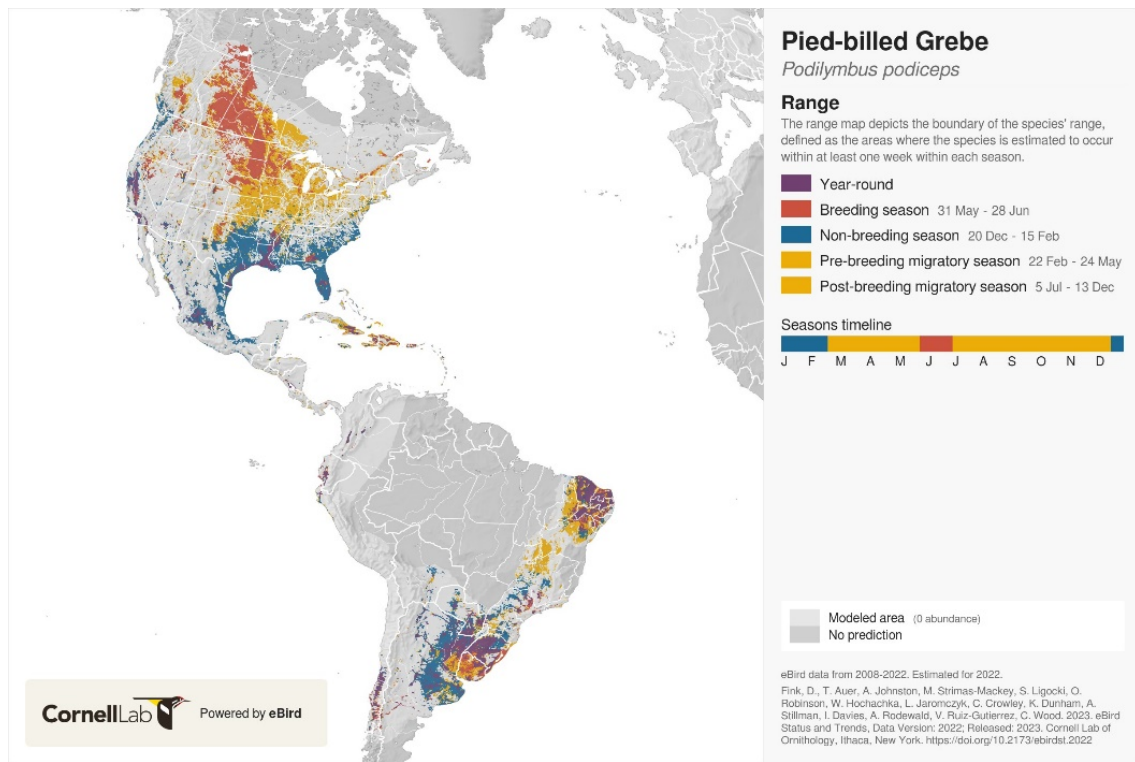 Pied-billed Grebe
Podilymbus podiceps
Range
The range map depicts the boundary of the species' range,
defined as the areas where the species is estimated to occur
within at least one week within each season.
Year-round
Breeding season 31 May - 28 Jun
Non-breeding season 20 Dec - 15 Feb
Pre-breeding migratory season 22 Feb - 24 May
Post-breeding migratory season 5 Jul - 13 Dec
Seasons timeline
J F M A M J J A S O N D
Modeled area (0 abundance)
No prediction
eBird data from 2008-2022. Estimated for 2022.
Fink, D., T. Auer, A. Johnston, M. Strimas-Mackey, S. Ligocki, O.
Robinson, W. Hochachka, L. Jaromczyk, C. Crowley, K. Dunham, A.
Stillman, I. Davies, A. Rodewald, V. Ruiz-Gutierrez, C. Wood. 2023. eBird
Status and Trends, Data Version: 2022; Released: 2023. Cornell Lab of
Ornithology, Ithaca, New York. https://doi.org/10.2173/ebirdst.2022
CornellLab Powered by eBird